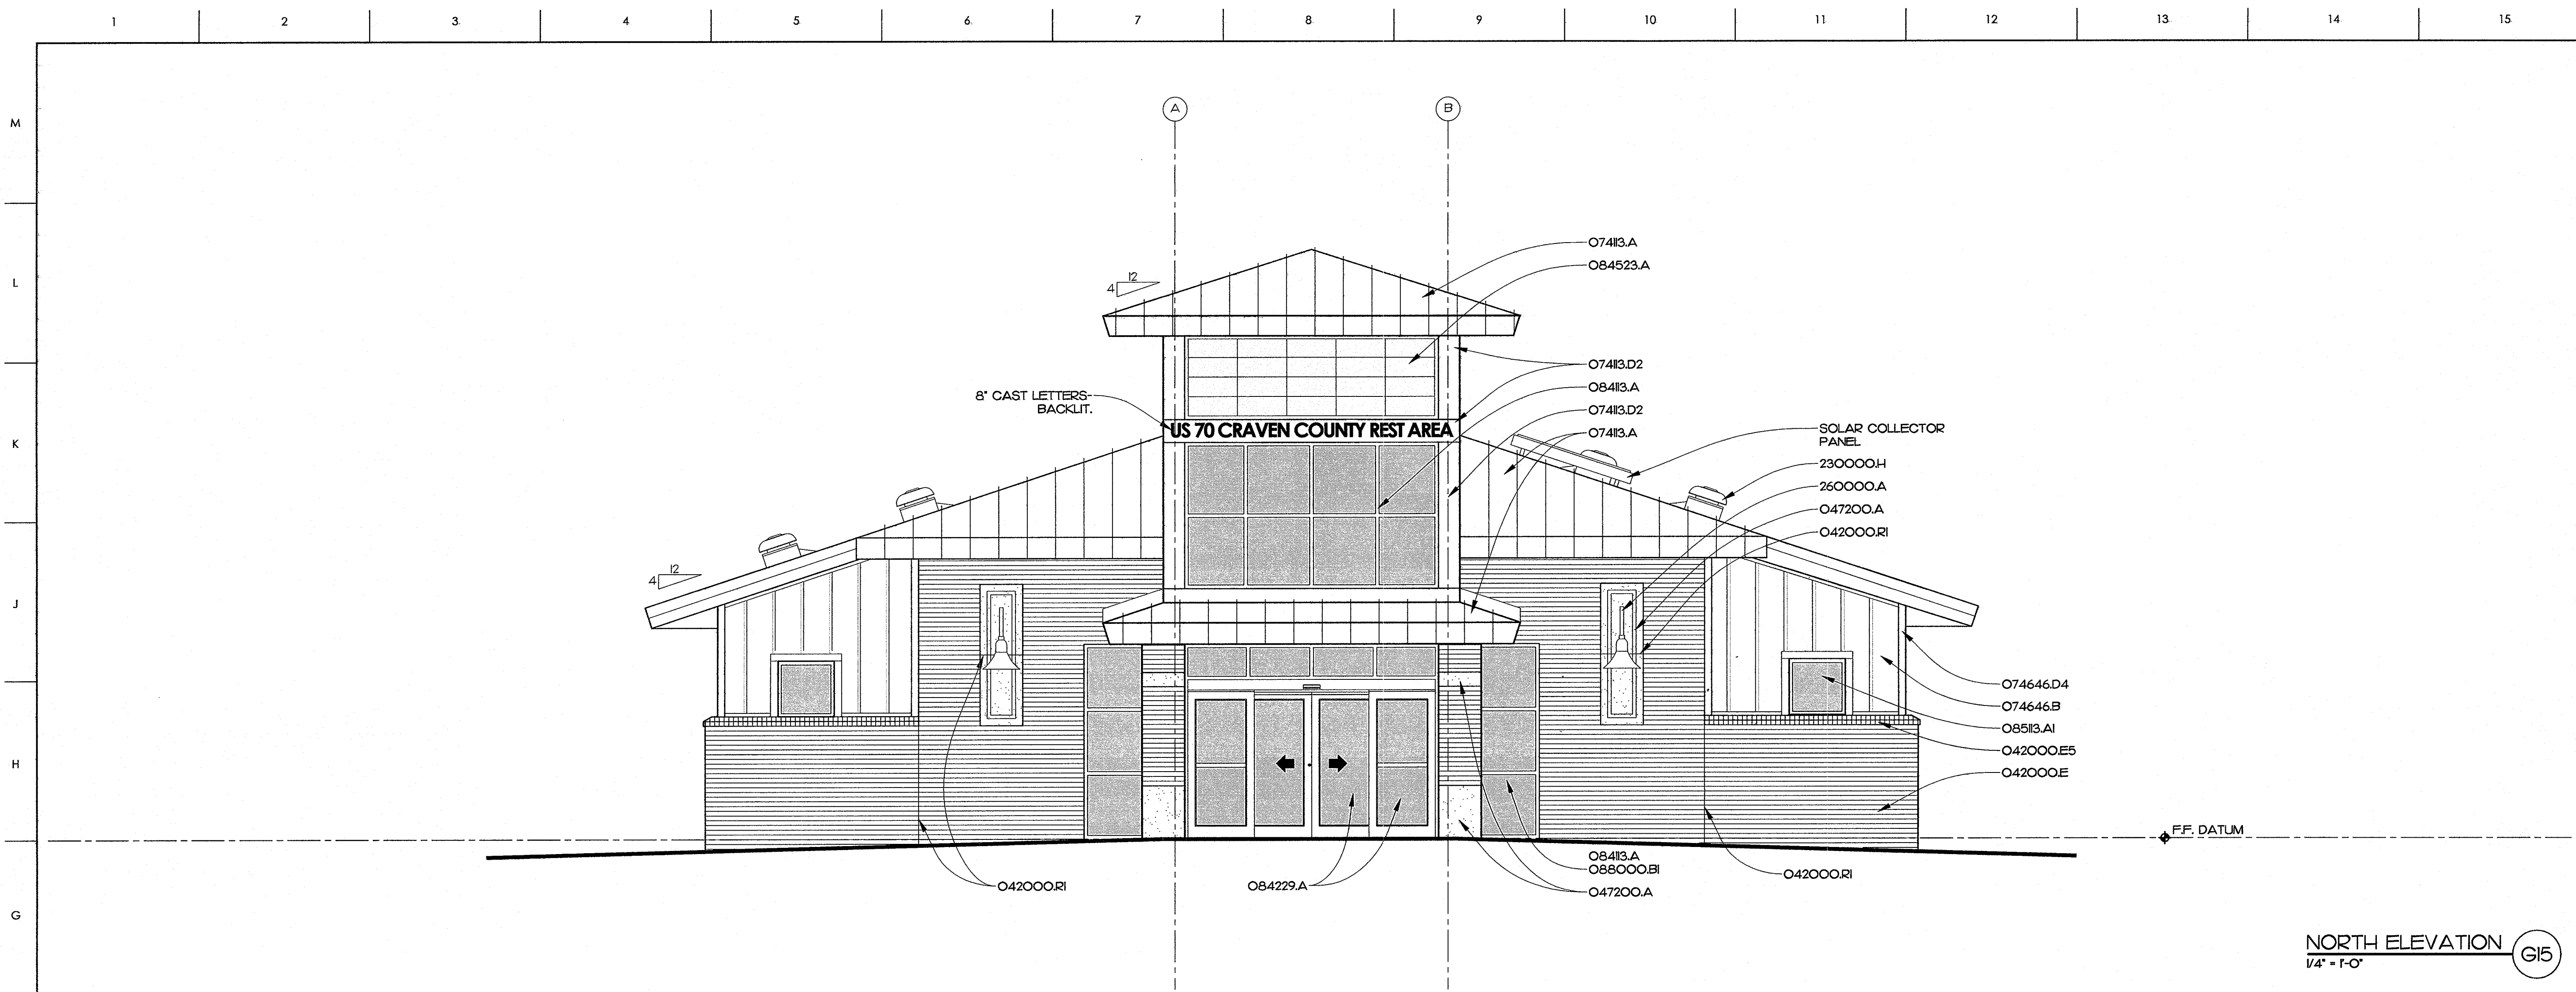 1 2 3 4 5 6 7 8 9 10 11 12 13 14 15
M
L
K
J
H
G
A B
074113.A
084523.A
12
4
074113.D2
084113.A
8" CAST LETTERS-
BACKLIT.
074113.D2
074113.A
US 70 CRAVEN COUNTY REST AREA
SOLAR COLLECTOR
PANEL
230000.H
260000.A
047200.A
042000.R1
12
4
074646.D4
074646.B
085113.A1
042000.E5
042000.E
F.F. DATUM
084113.A
088000.B1
047200.A
042000.R1
084229.A
042000.R1
NORTH ELEVATION
1/4" = 1'-0"
G15